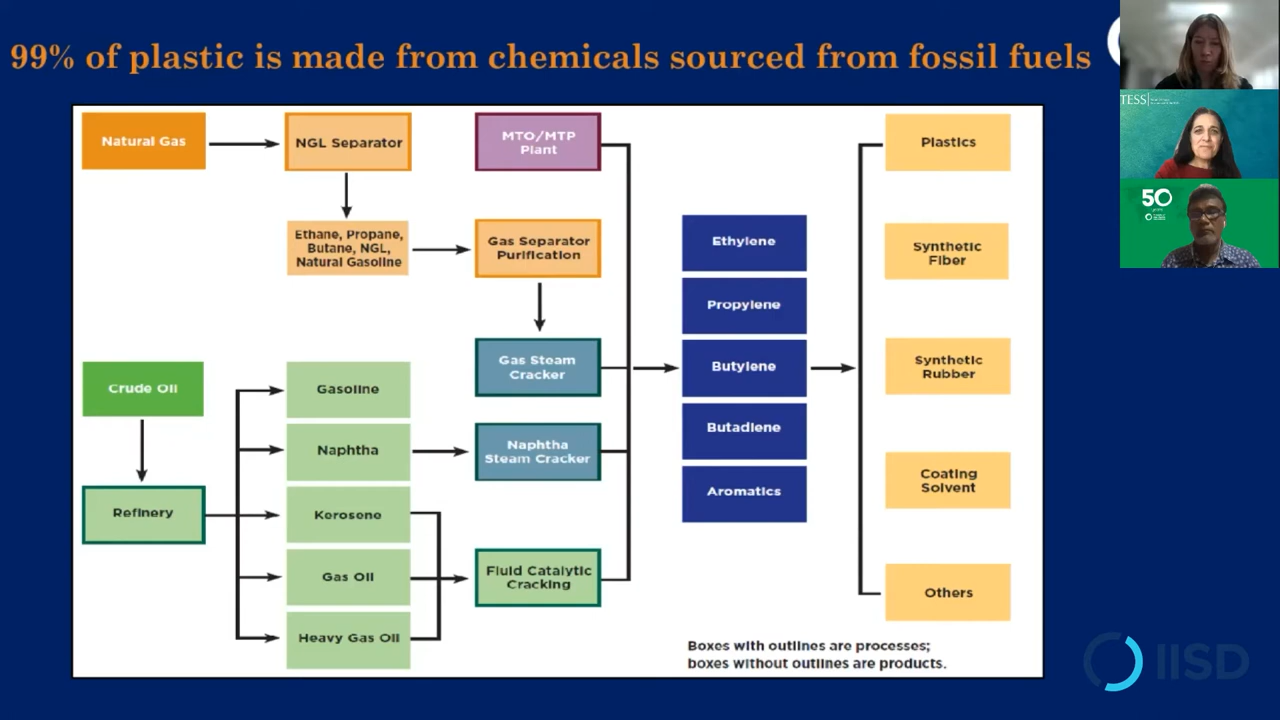 99% of plastic is made from chemicals sourced from fossil fuels
Natural Gas
NGL Separator
MTO/MTP
Plant
Plastics
Ethane, Propane,
Butane, NGL,
Natural Gasoline
Gas Separator
Purification
Ethylene
Synthetic
Fiber
Propylene
Crude Oil
Gasoline
Gas Steam
Cracker
Butylene
Synthetic
Rubber
Naphtha
Naphtha
Steam Cracker
Butadiene
Refinery
Kerosene
Aromatics
Coating
Solvent
Gas Oil
Fluid Catalytic
Cracking
Others
Heavy Gas Oil
Boxes with outlines are processes;
boxes without outlines are products.
TESS
50
IISD